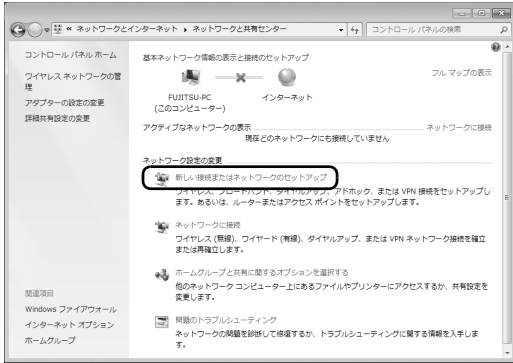 « ネットワークとインターネット ▸ ネットワークと共有センター
コントロール パネルの検索
コントロール パネル ホーム
ワイヤレス ネットワークの管
理
アダプターの設定の変更
詳細共有設定の変更
基本ネットワーク情報の表示と接続のセットアップ
フル マップの表示
FUJITSU-PC
(このコンピューター)
インターネット
アクティブなネットワークの表示
ネットワークに接続
現在どのネットワークにも接続していません
ネットワーク設定の変更
新しい接続またはネットワークのセットアップ
ワイヤレス、ブロードバンド、ダイヤルアップ、アドホック、または VPN 接続をセットアップし
ます。あるいは、ルーターまたはアクセス ポイントをセットアップします。
ネットワークに接続
ワイヤレス (無線)、ワイヤード (有線)、ダイヤルアップ、または VPN ネットワーク接続を確立
または再確立します。
ホームグループと共有に関するオプションを選択する
他のネットワーク コンピューター上にあるファイルやプリンターにアクセスするか、共有設定を
変更します。
問題のトラブルシューティング
ネットワークの問題を診断して修復するか、トラブルシューティングに関する情報を入手しま
す。
関連項目
Windows ファイアウォール
インターネット オプション
ホームグループ